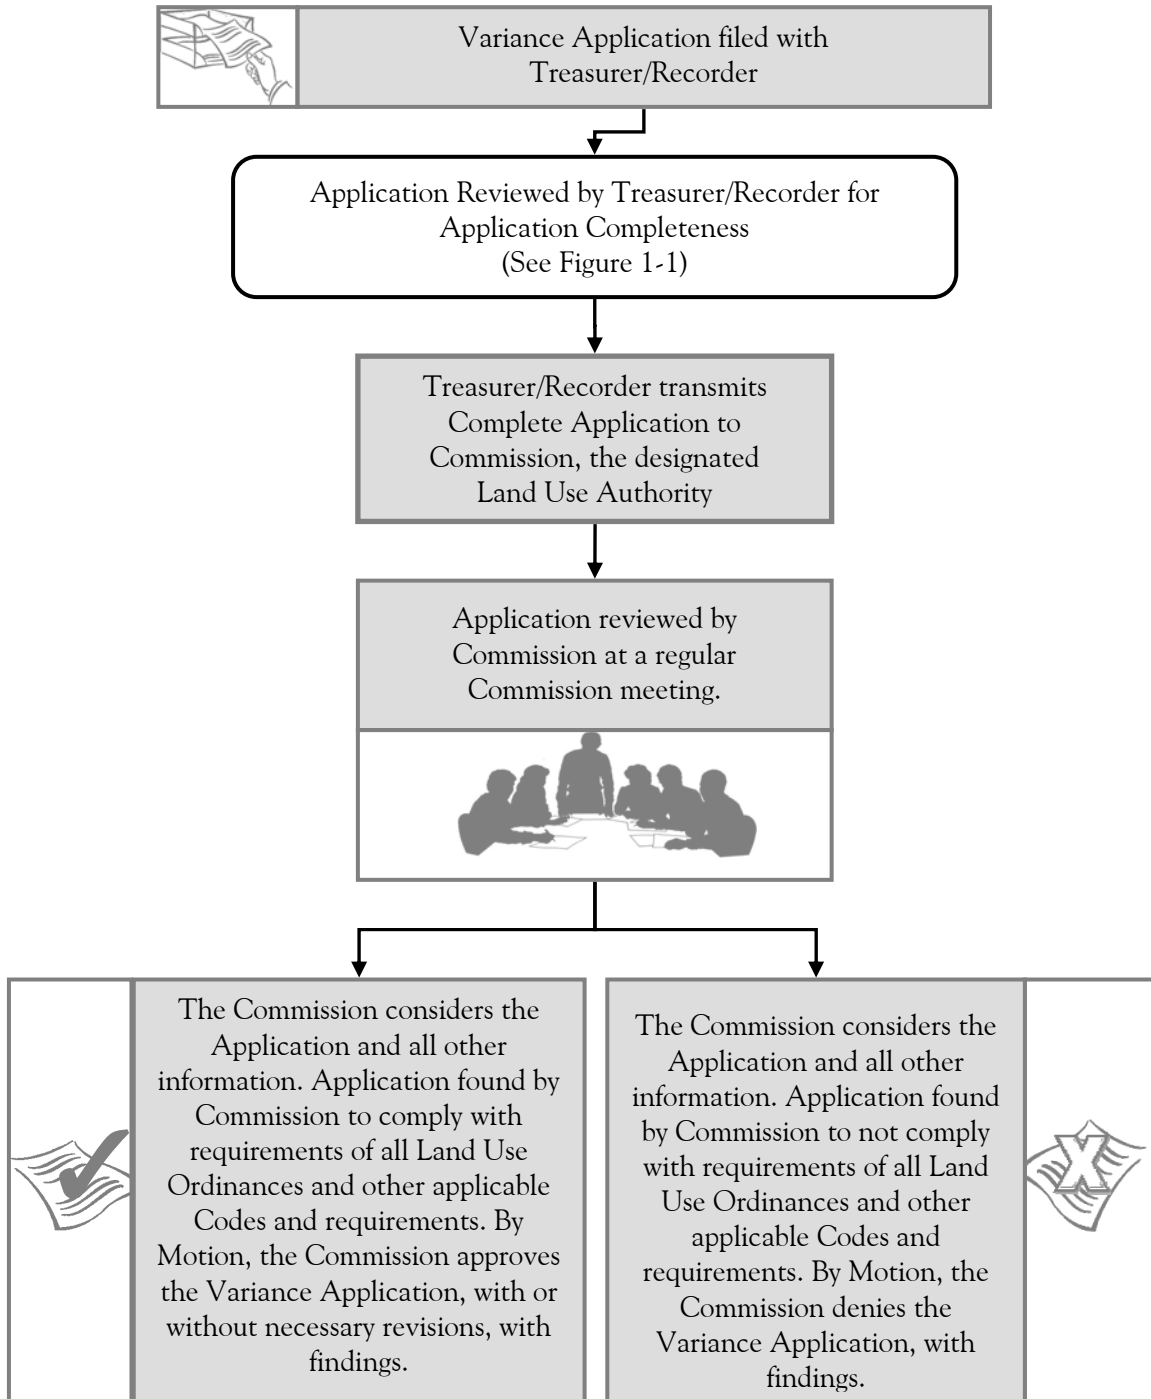 Variance Application filed with
Treasurer/Recorder
Application Reviewed by Treasurer/Recorder for
Application Completeness
(See Figure 1-1)
Treasurer/Recorder transmits
Complete Application to
Commission, the designated
Land Use Authority
Application reviewed by
Commission at a regular
Commission meeting.
The Commission considers the
Application and all other
information. Application found by
Commission to comply with
requirements of all Land Use
Ordinances and other applicable
Codes and requirements. By
Motion, the Commission approves
the Variance Application, with or
without necessary revisions, with
findings.
The Commission considers the
Application and all other
information. Application found
by Commission to not comply
with requirements of all Land
Use Ordinances and other
applicable Codes and
requirements. By Motion, the
Commission denies the
Variance Application, with
findings.